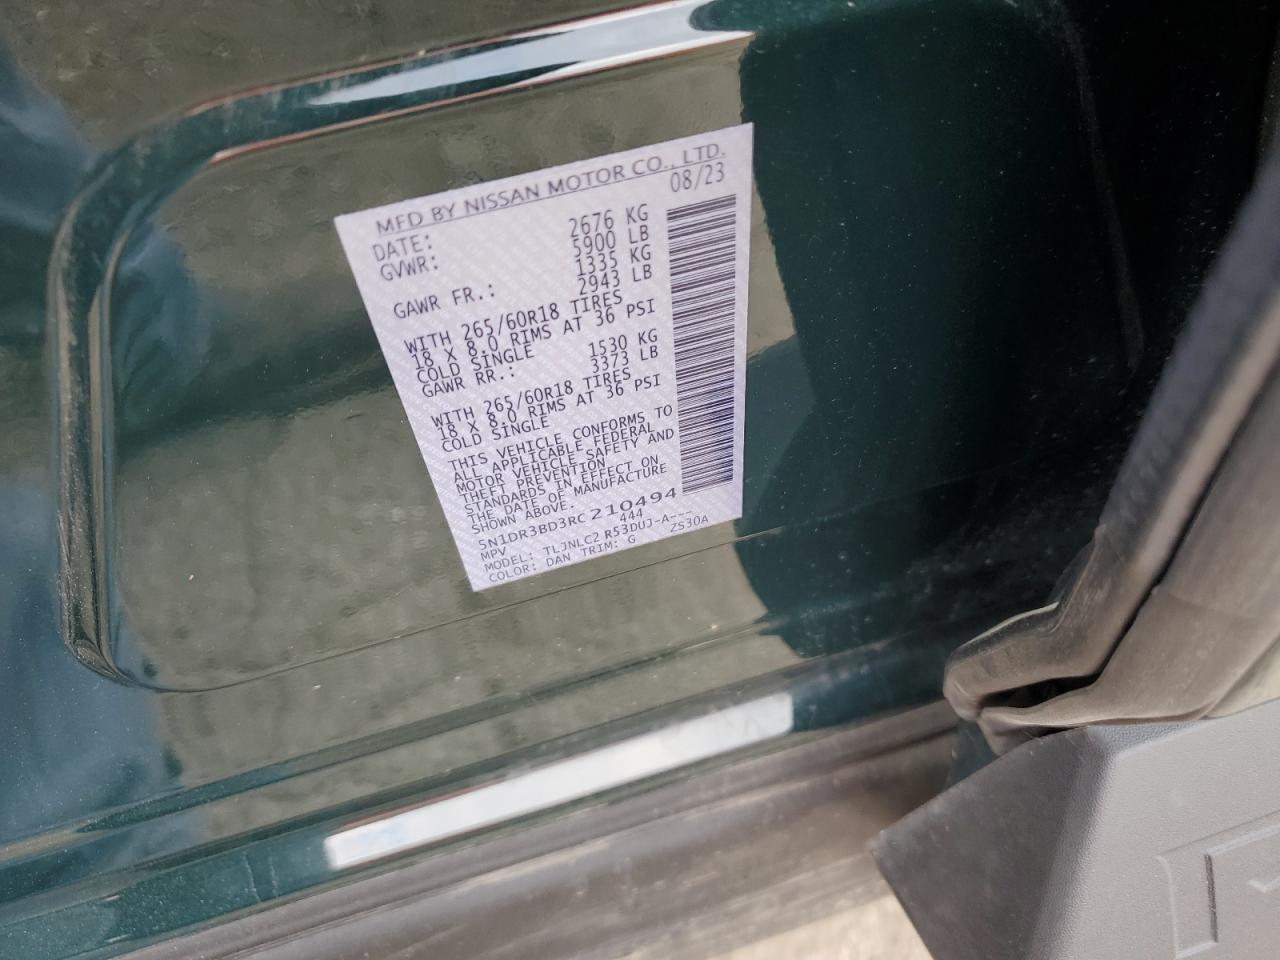 MFD BY NISSAN MOTOR CO., LTD.
DATE: 08/23
GVWR: 2676 KG
5900 LB
GAWR FR.: 1335 KG
2943 LB
WITH 265/60R18 TIRES
18 X 8.0 RIMS AT 36 PSI
COLD SINGLE
GAWR RR.: 1530 KG
3373 LB
WITH 265/60R18 TIRES
18 X 8.0 RIMS AT 36 PSI
COLD SINGLE
THIS VEHICLE CONFORMS TO
ALL APPLICABLE FEDERAL
MOTOR VEHICLE SAFETY AND
THEFT PREVENTION
STANDARDS IN EFFECT ON
THE DATE OF MANUFACTURE
SHOWN ABOVE.
5N1DR3BD3RC210494
MPV 444
MODEL: TLJNLC2 R53DUJ-A---
COLOR: DAN TRIM: G ZS30A